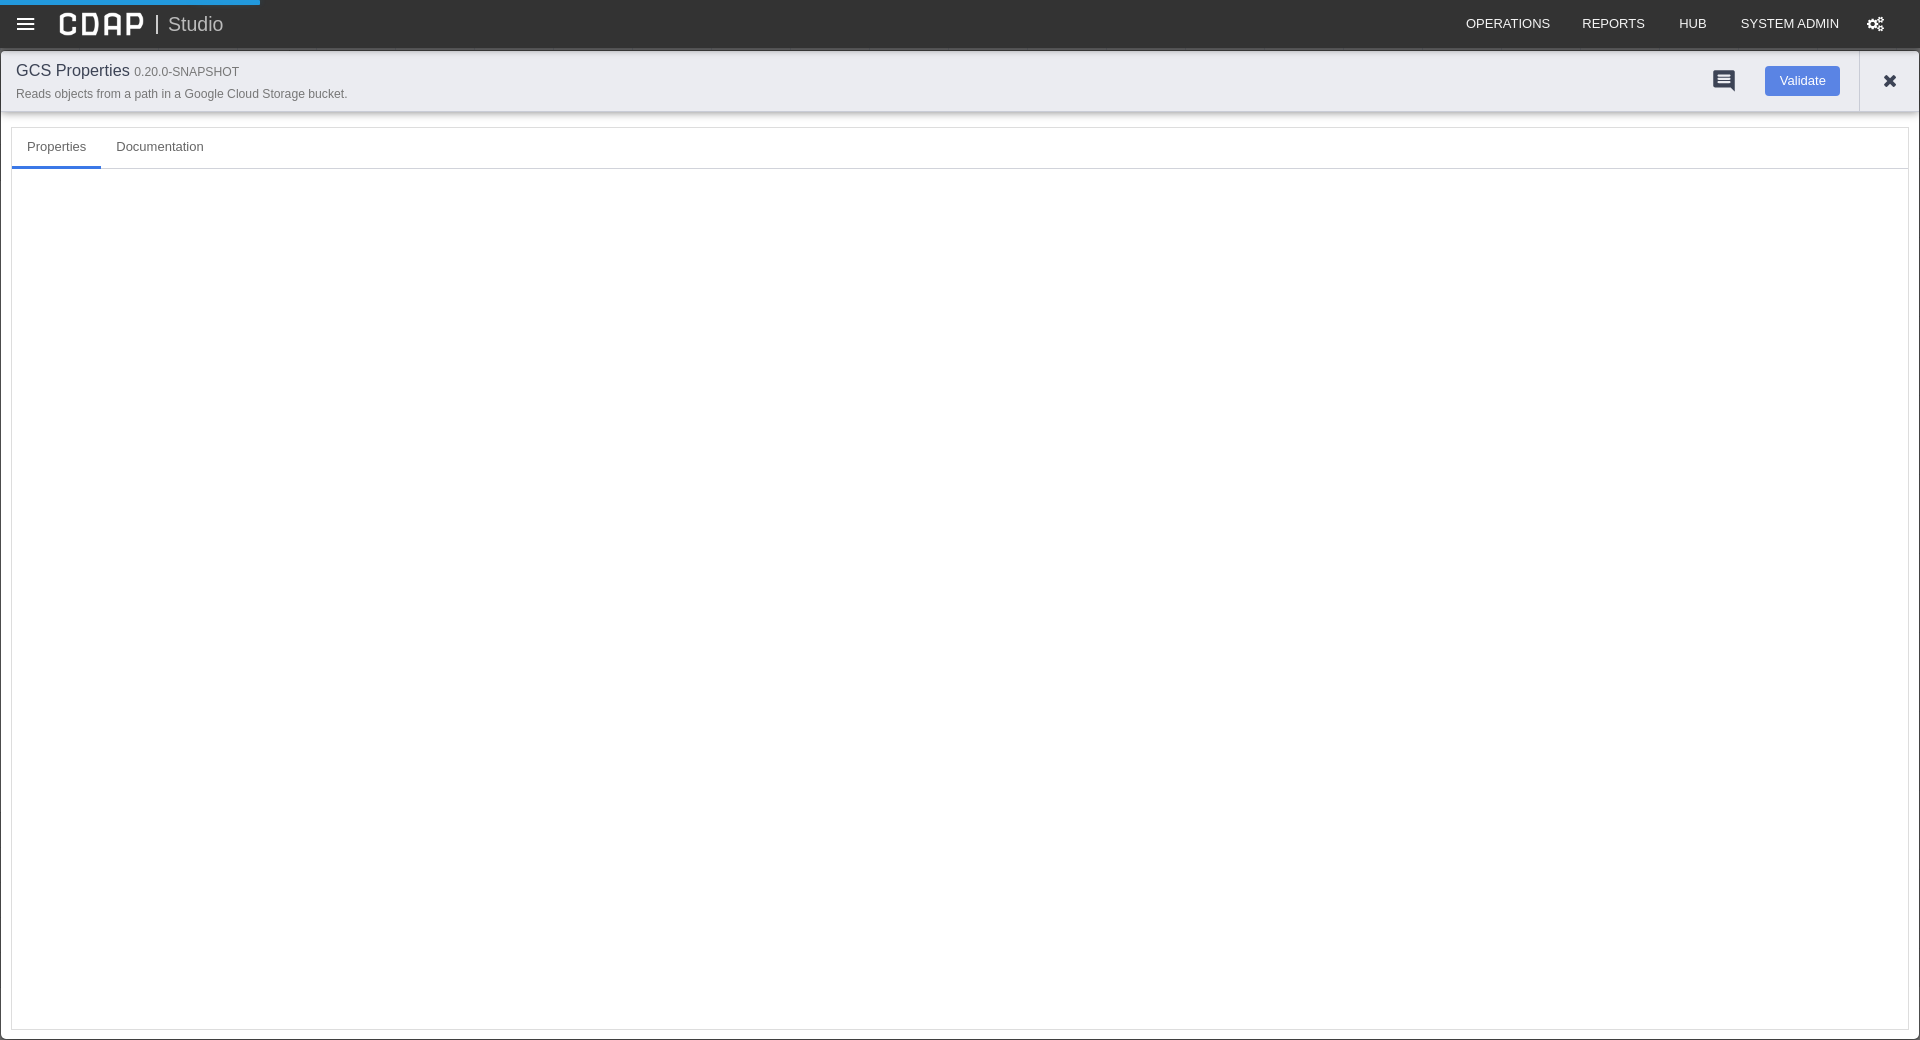 CDAP | Studio
OPERATIONS REPORTS HUB SYSTEM ADMIN
GCS Properties 0.20.0-SNAPSHOT
Reads objects from a path in a Google Cloud Storage bucket.
Validate
Properties Documentation